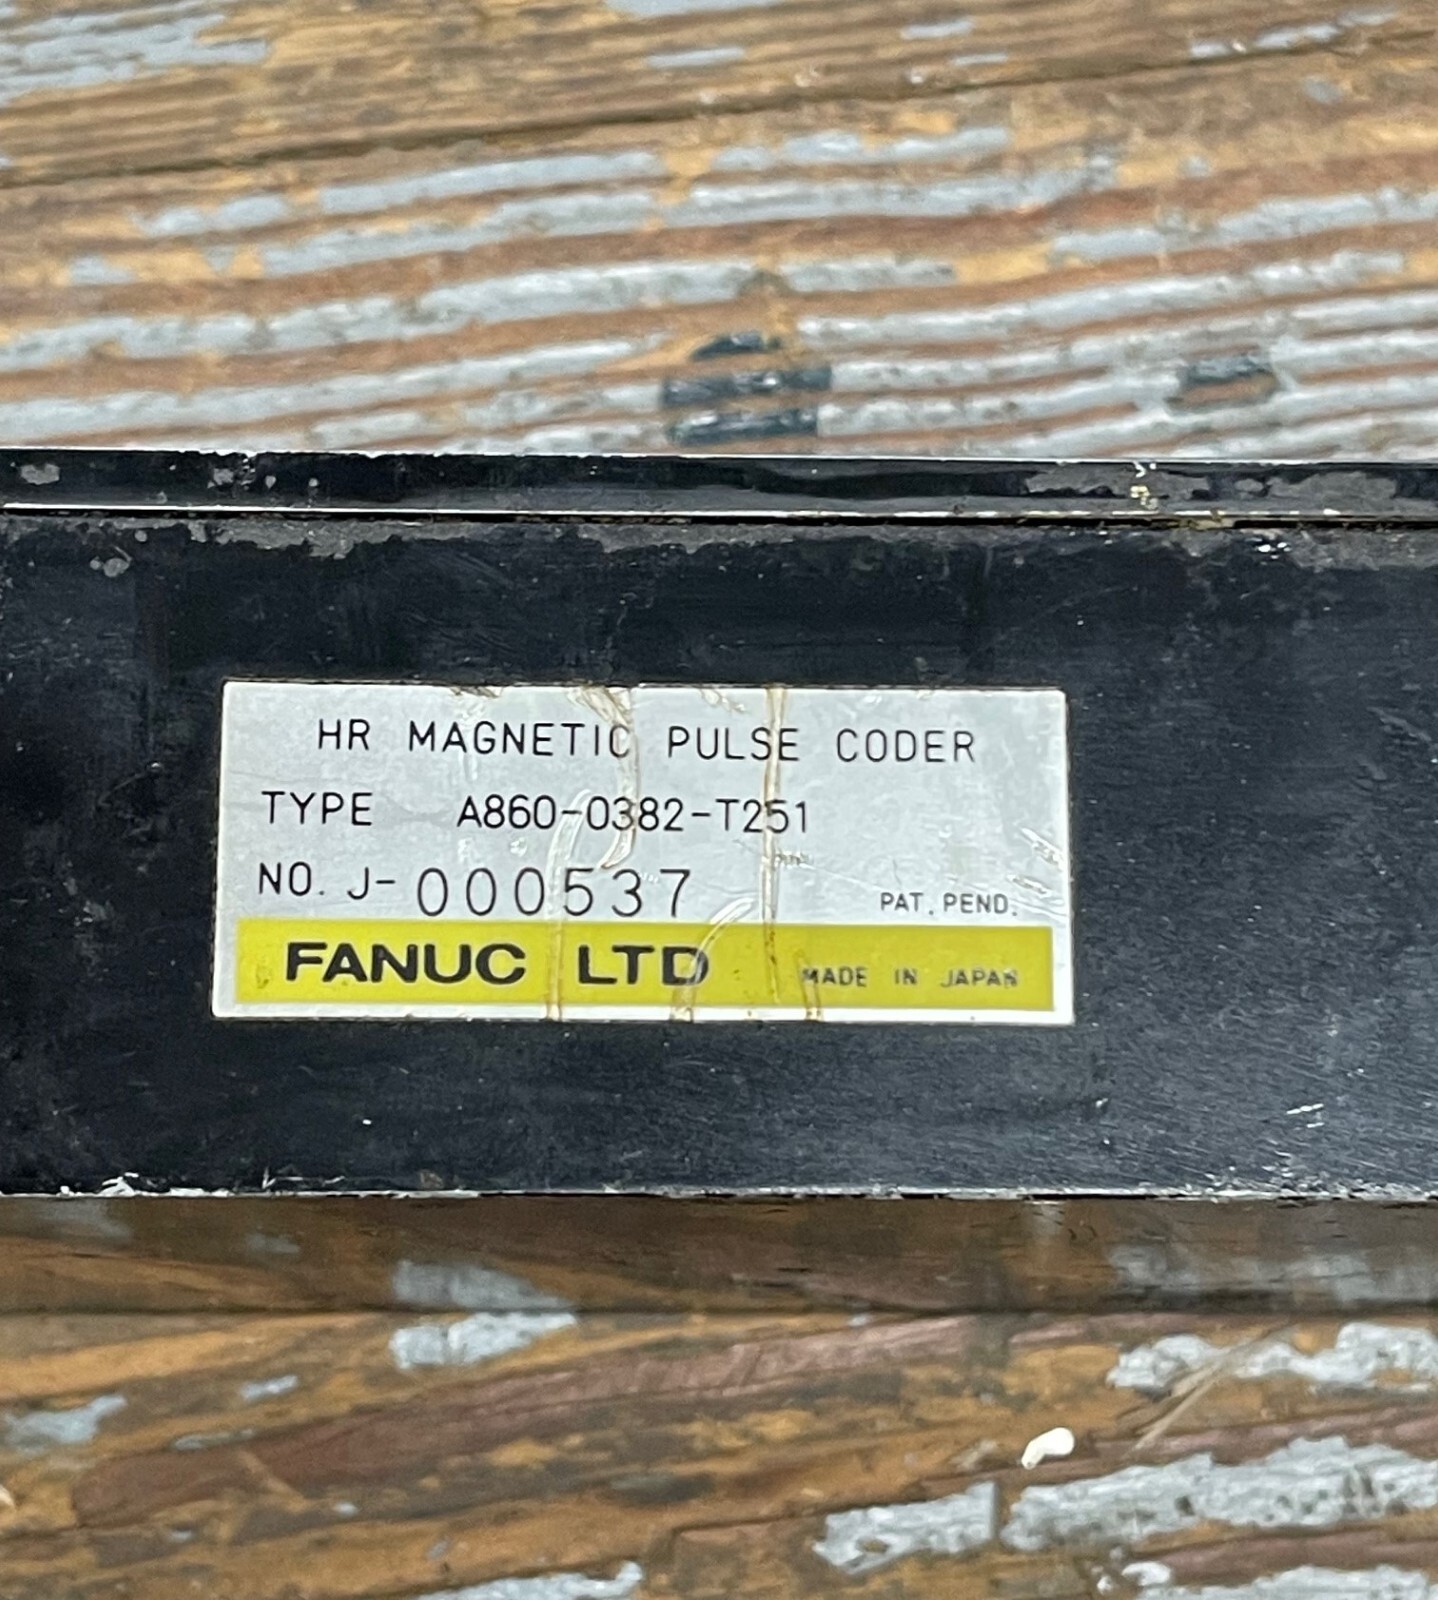 HR MAGNETIC PULSE CODER
TYPE A860-0382-T251
NO. J-000537
PAT. PEND.
FANUC LTD MADE IN JAPAN